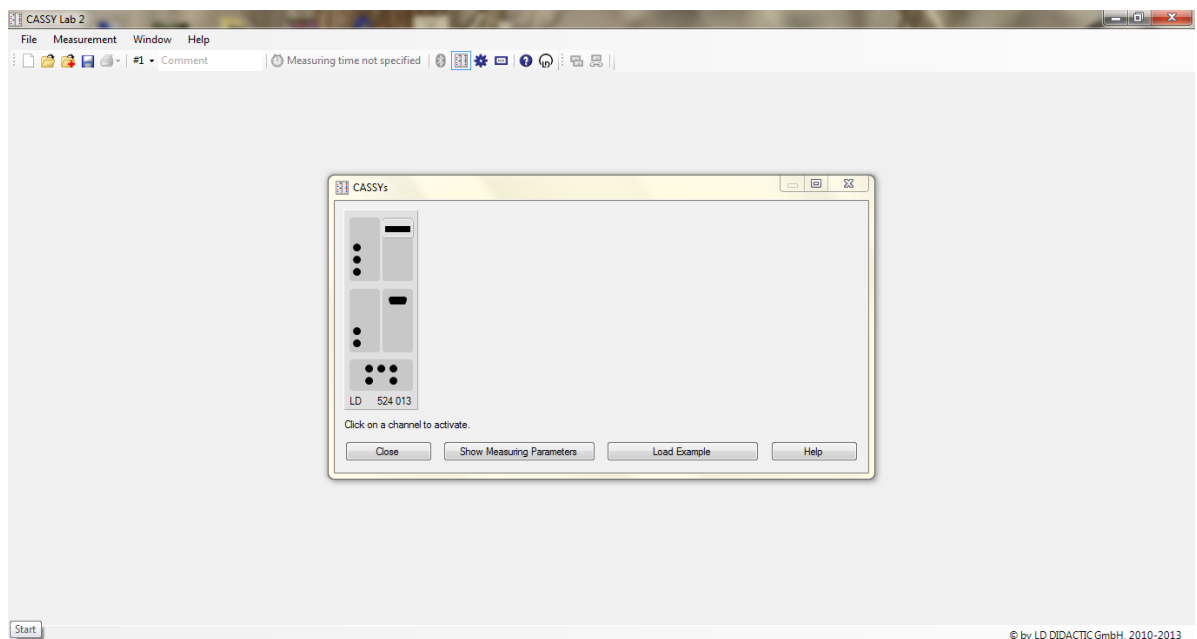 CASSY Lab 2
File Measurement Window Help
#1 Comment Measuring time not specified
CASSYs
LD 524 013
Click on a channel to activate.
Close Show Measuring Parameters Load Example Help
Start
© by LD DIDACTIC GmbH, 2010-2013